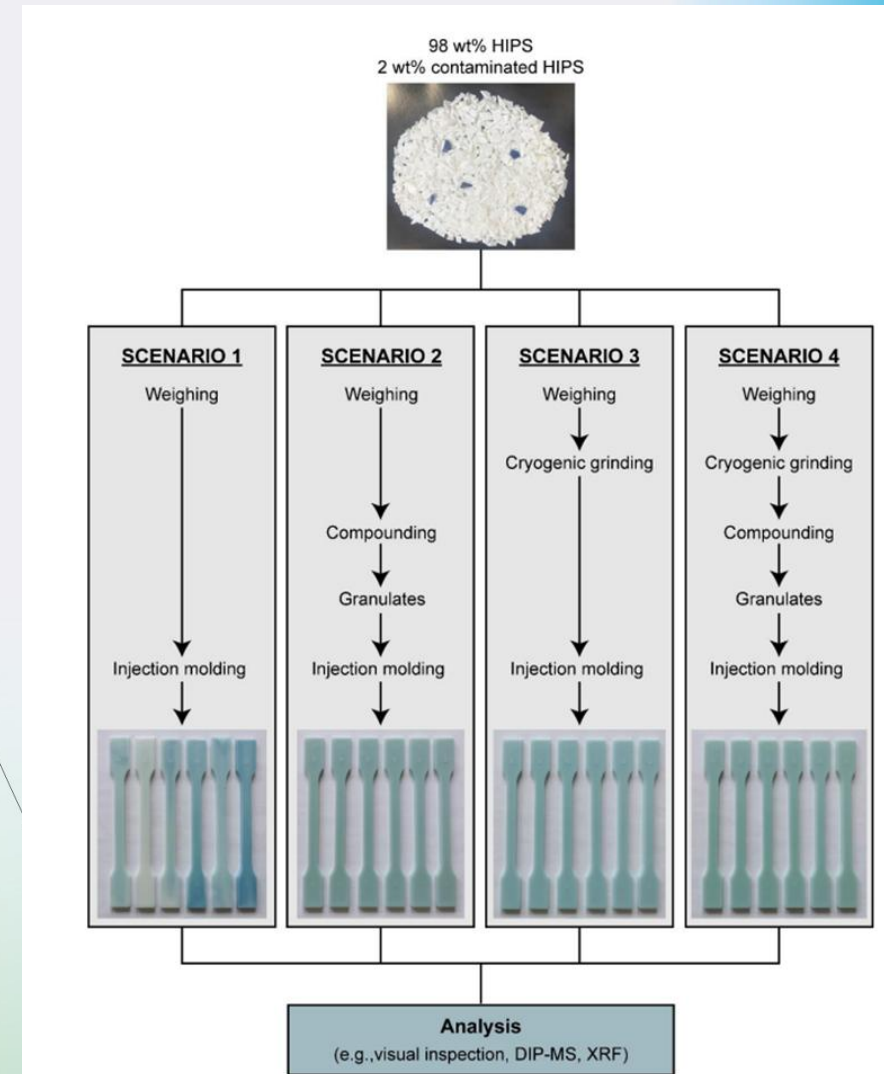 98 wt% HIPS
2 wt% contaminated HIPS
SCENARIO 1
Weighing
Injection molding
SCENARIO 2
Weighing
Compounding
Granulates
Injection molding
SCENARIO 3
Weighing
Cryogenic grinding
Injection molding
SCENARIO 4
Weighing
Cryogenic grinding
Compounding
Granulates
Injection molding
Analysis
(e.g.,visual inspection, DIP-MS, XRF)